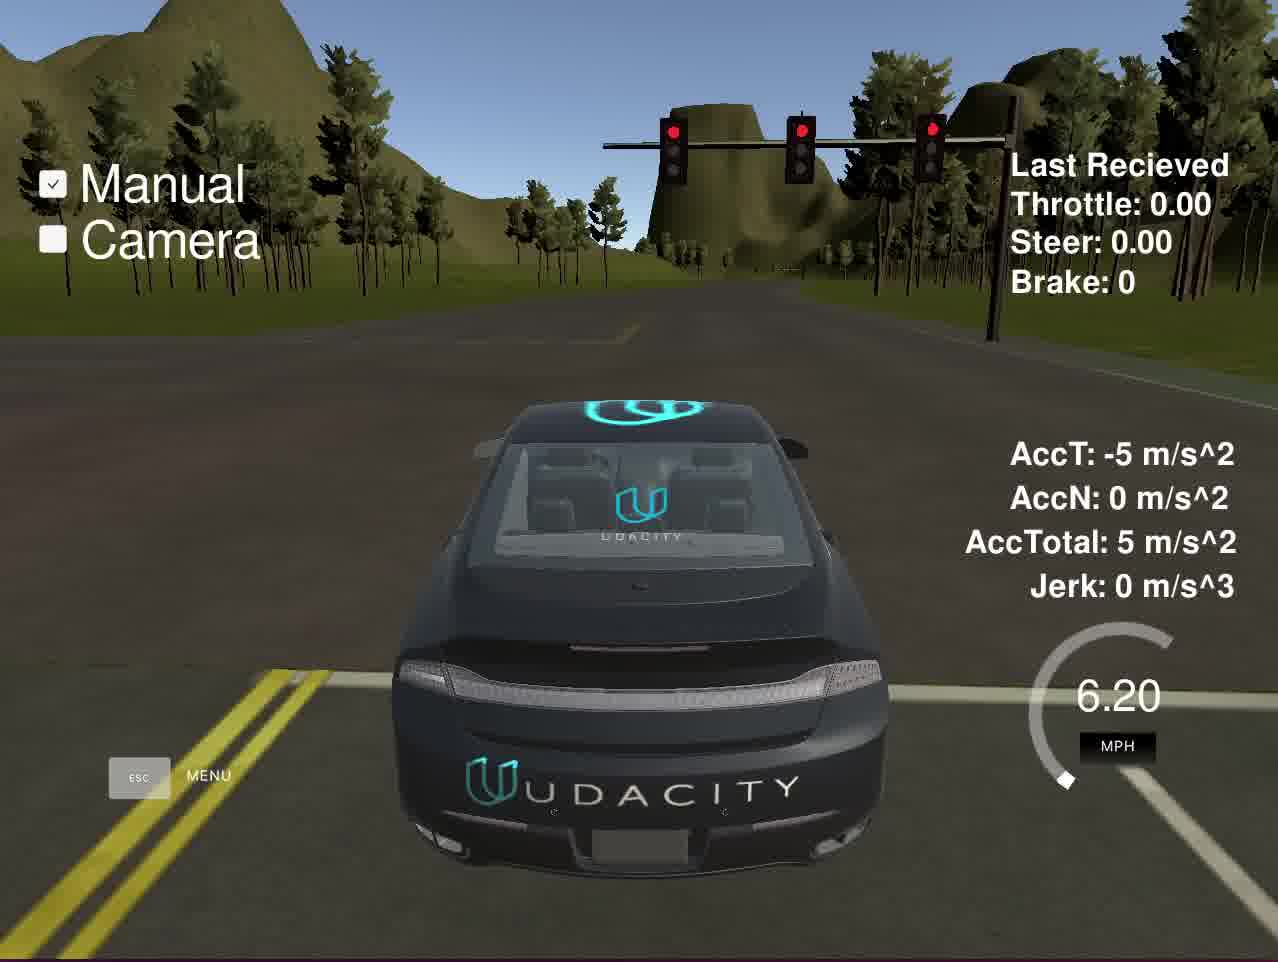 Manual
Camera
Last Recieved
Throttle: 0.00
Steer: 0.00
Brake: 0
AccT: -5 m/s^2
AccN: 0 m/s^2
AccTotal: 5 m/s^2
Jerk: 0 m/s^3
6.20
MPH
ESC MENU
UDACITY
UDACITY